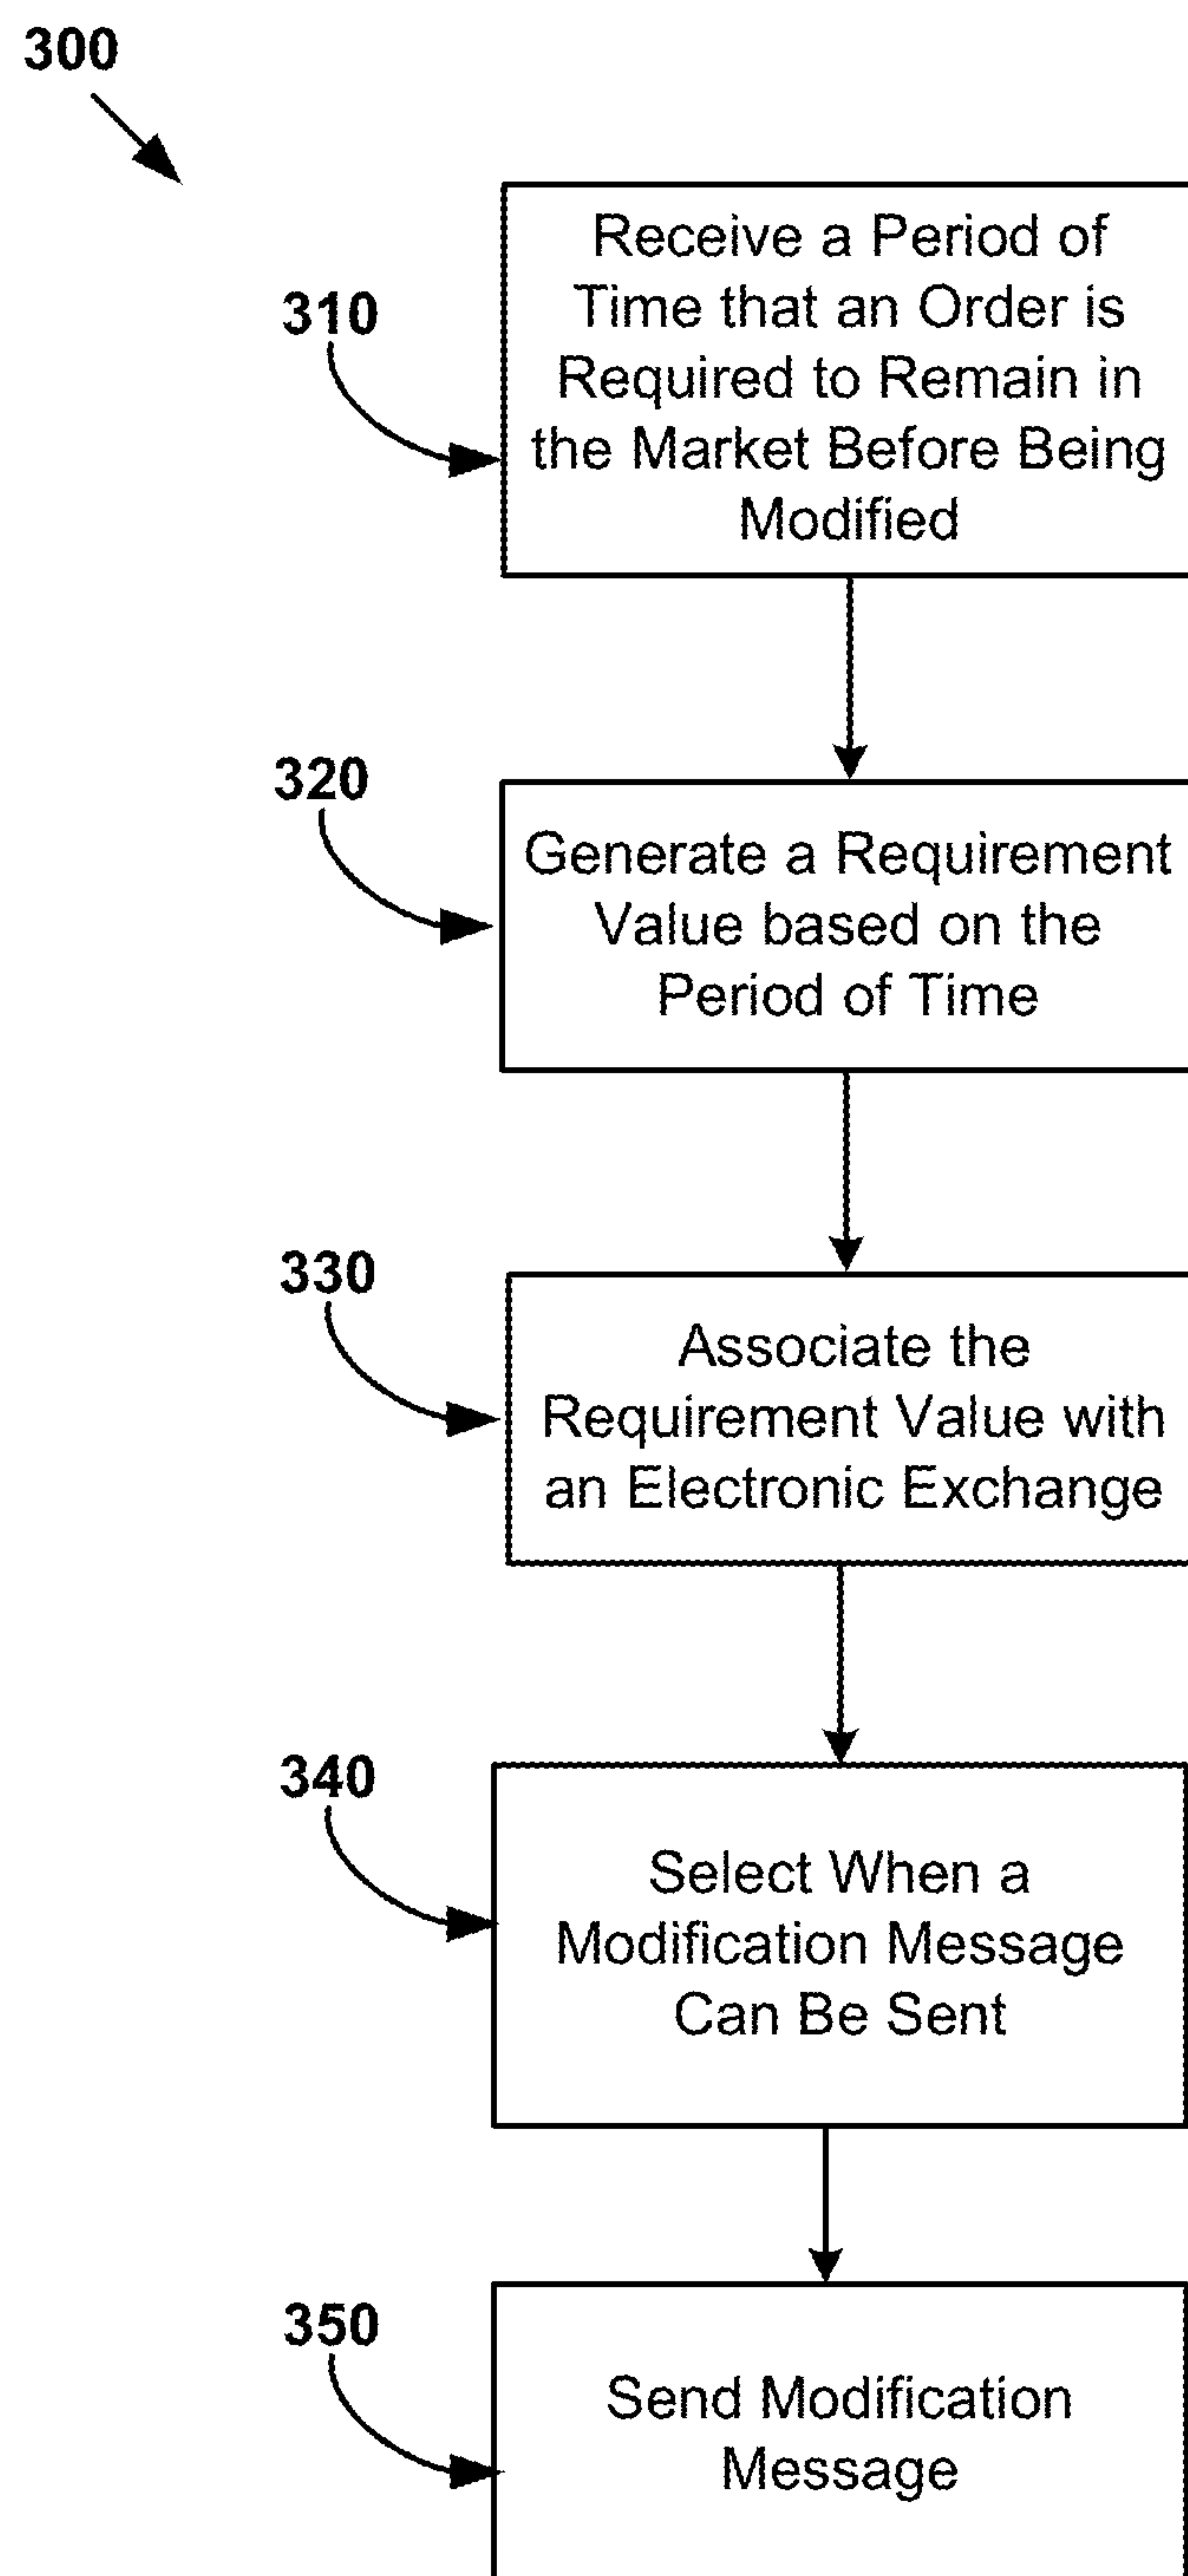 300
310
Receive a Period of
Time that an Order is
Required to Remain in
the Market Before Being
Modified
320
Generate a Requirement
Value based on the
Period of Time
330
Associate the
Requirement Value with
an Electronic Exchange
340
Select When a
Modification Message
Can Be Sent
350
Send Modification
Message